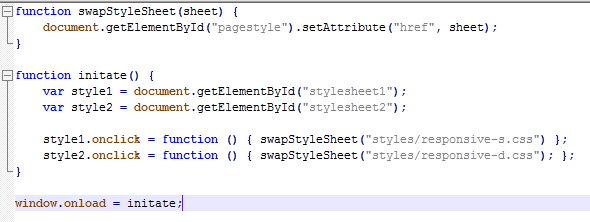 function swapStyleSheet(sheet) {
    document.getElementById("pagestyle").setAttribute("href", sheet);
}
function initate() {
    var style1 = document.getElementById("stylesheet1");
    var style2 = document.getElementById("stylesheet2");
    style1.onclick = function () { swapStyleSheet("styles/responsive-s.css") };
    style2.onclick = function () { swapStyleSheet("styles/responsive-d.css"); };
}
window.onload = initate;